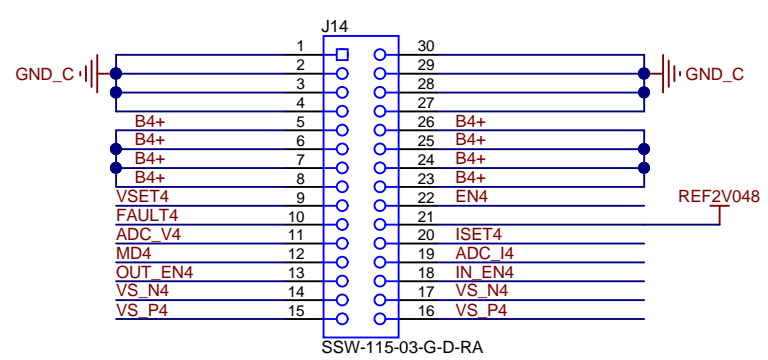 J14
1 30
GND_C 2 29 GND_C
3 28
4 27
B4+ 5 26 B4+
B4+ 6 25 B4+
B4+ 7 24 B4+
B4+ 8 23 B4+
VSET4 9 22 EN4 REF2V048
FAULT4 10 21
ADC_V4 11 20 ISET4
MD4 12 19 ADC_I4
OUT_EN4 13 18 IN_EN4
VS_N4 14 17 VS_N4
VS_P4 15 16 VS_P4
SSW-115-03-G-D-RA